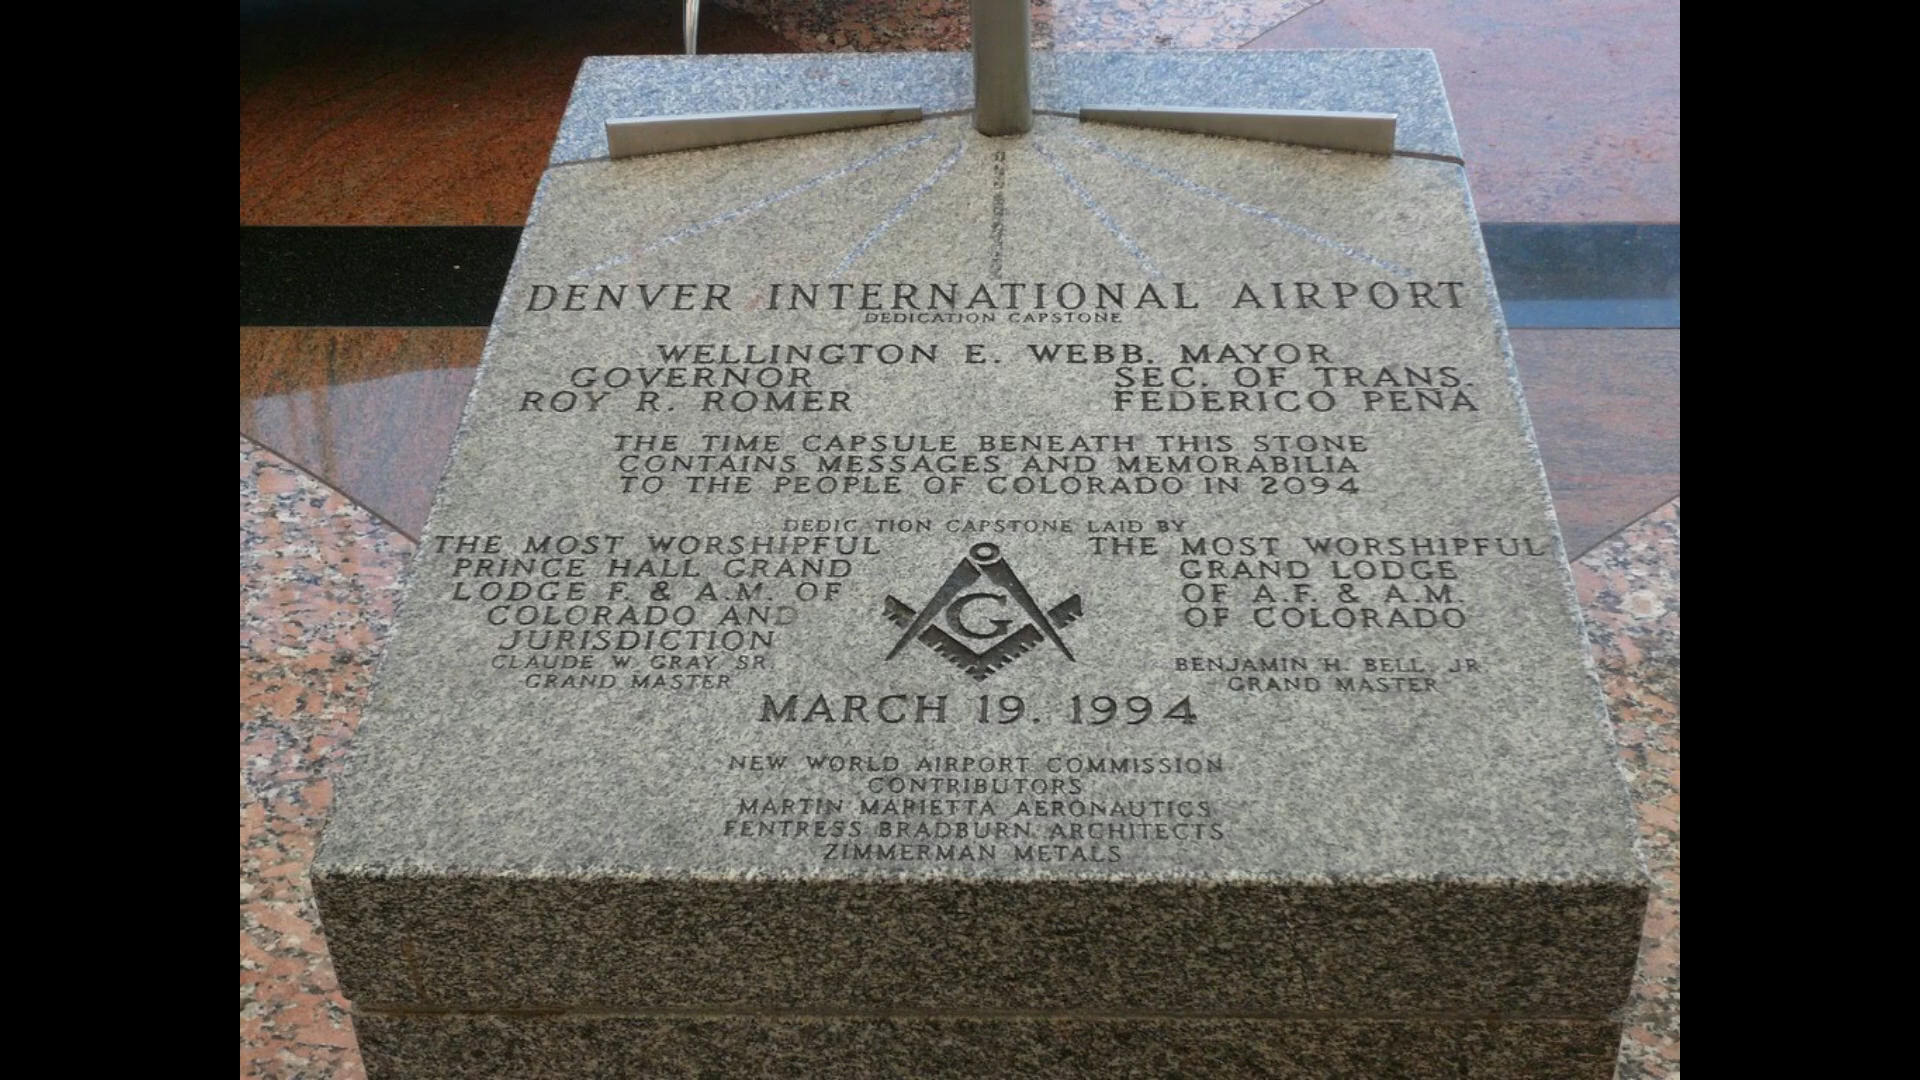 DENVER INTERNATIONAL AIRPORT
DEDICATION CAPSTONE
WELLINGTON E. WEBB. MAYOR
GOVERNOR
ROY R. ROMER
SEC. OF TRANS.
FEDERICO PEÑA
THE TIME CAPSULE BENEATH THIS STONE
CONTAINS MESSAGES AND MEMORABILIA
TO THE PEOPLE OF COLORADO IN 2094
DEDIC TION CAPSTONE LAID BY
THE MOST WORSHIPFUL
PRINCE HALL GRAND
LODGE F. & A.M. OF
COLORADO AND
JURISDICTION
CLAUDE W. GRAY SR.
GRAND MASTER
G
THE MOST WORSHIPFUL
GRAND LODGE
OF A.F. & A.M.
OF COLORADO
BENJAMIN H. BELL, JR.
GRAND MASTER
MARCH 19. 1994
NEW WORLD AIRPORT COMMISSION
CONTRIBUTORS
MARTIN MARIETTA AERONAUTICS
FENTRESS BRADBURN ARCHITECTS
ZIMMERMAN METALS